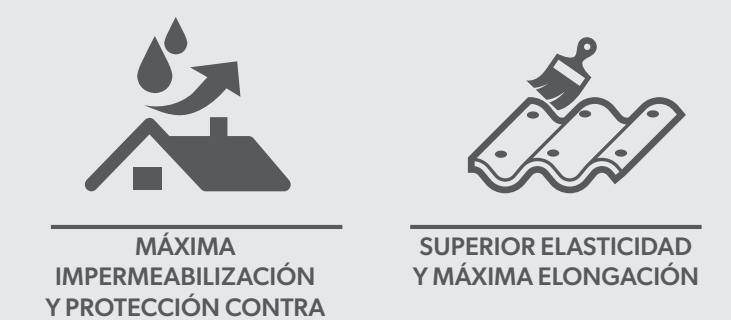 MÁXIMA
IMPERMEABILIZACIÓN
Y PROTECCIÓN CONTRA
SUPERIOR ELASTICIDAD
Y MÁXIMA ELONGACIÓN